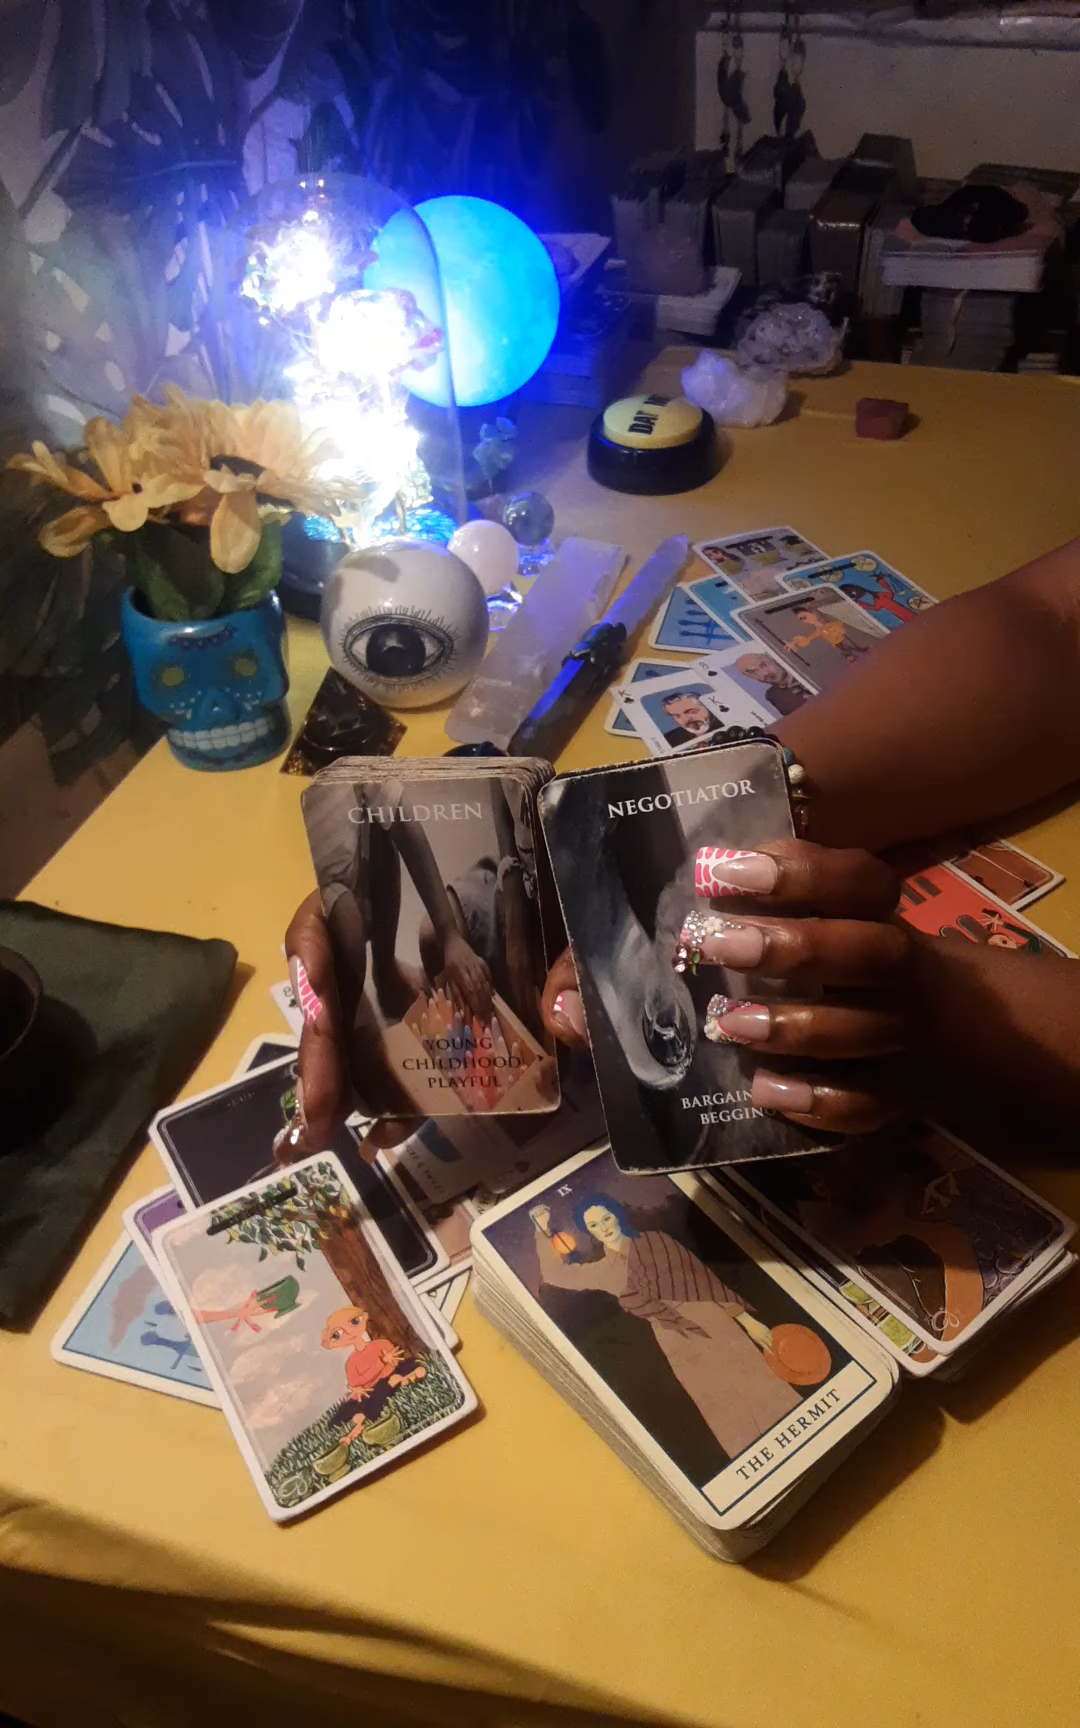 CHILDREN
YOUNG
CHILDHOOD
PLAYFUL
NEGOTIATOR
BARGAIN
BEGGING
IX
THE HERMIT
K
K